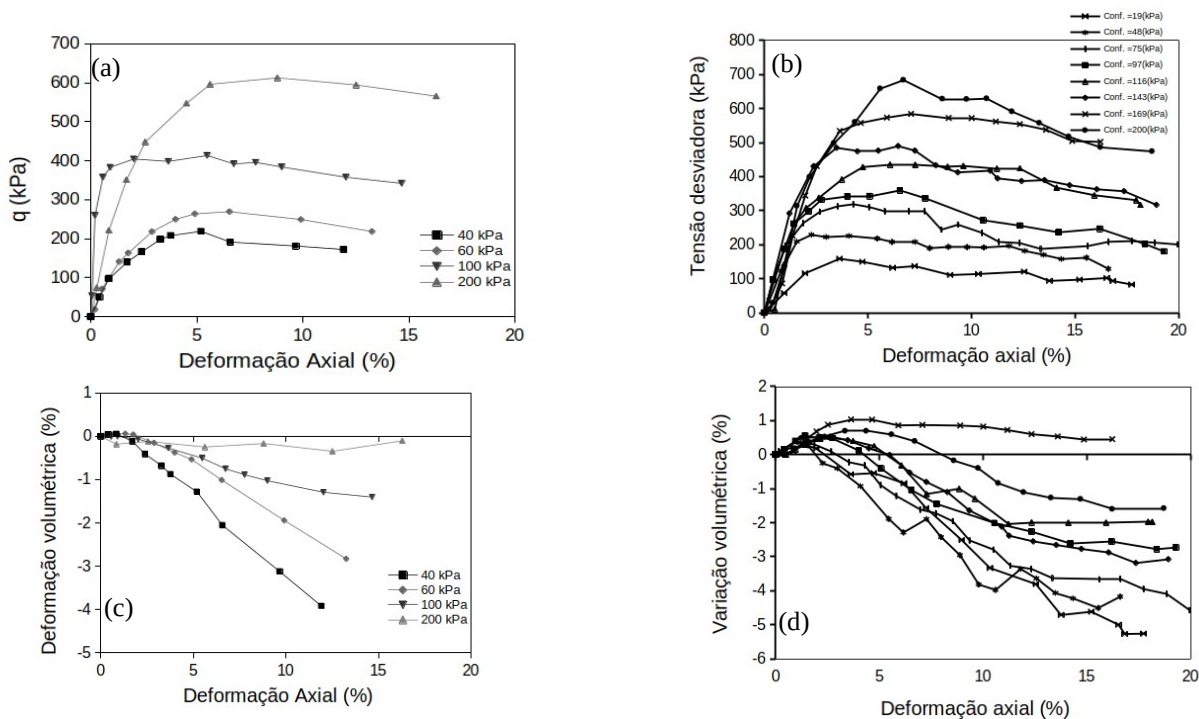 700
600
500
400
300
200
100
0
q (kPa)
(a)
40 kPa
60 kPa
100 kPa
200 kPa
0 5 10 15 20
Deformação Axial (%)
Conf. =19(kPa)
Conf. =48(kPa)
Conf. =75(kPa)
Conf. =97(kPa)
Conf. =116(kPa)
Conf. =143(kPa)
Conf. =169(kPa)
Conf. =200(kPa)
800
700
600
500
400
300
200
100
0
Tensão desviadora (kPa)
(b)
0 5 10 15 20
Deformação axial (%)
1
0
-1
-2
-3
-4
-5
Deformação volumétrica (%)
(c)
40 kPa
60 kPa
100 kPa
200 kPa
0 5 10 15 20
Deformação Axial (%)
2
1
0
-1
-2
-3
-4
-5
-6
Variação volumétrica (%)
(d)
0 5 10 15 20
Deformação axial (%)